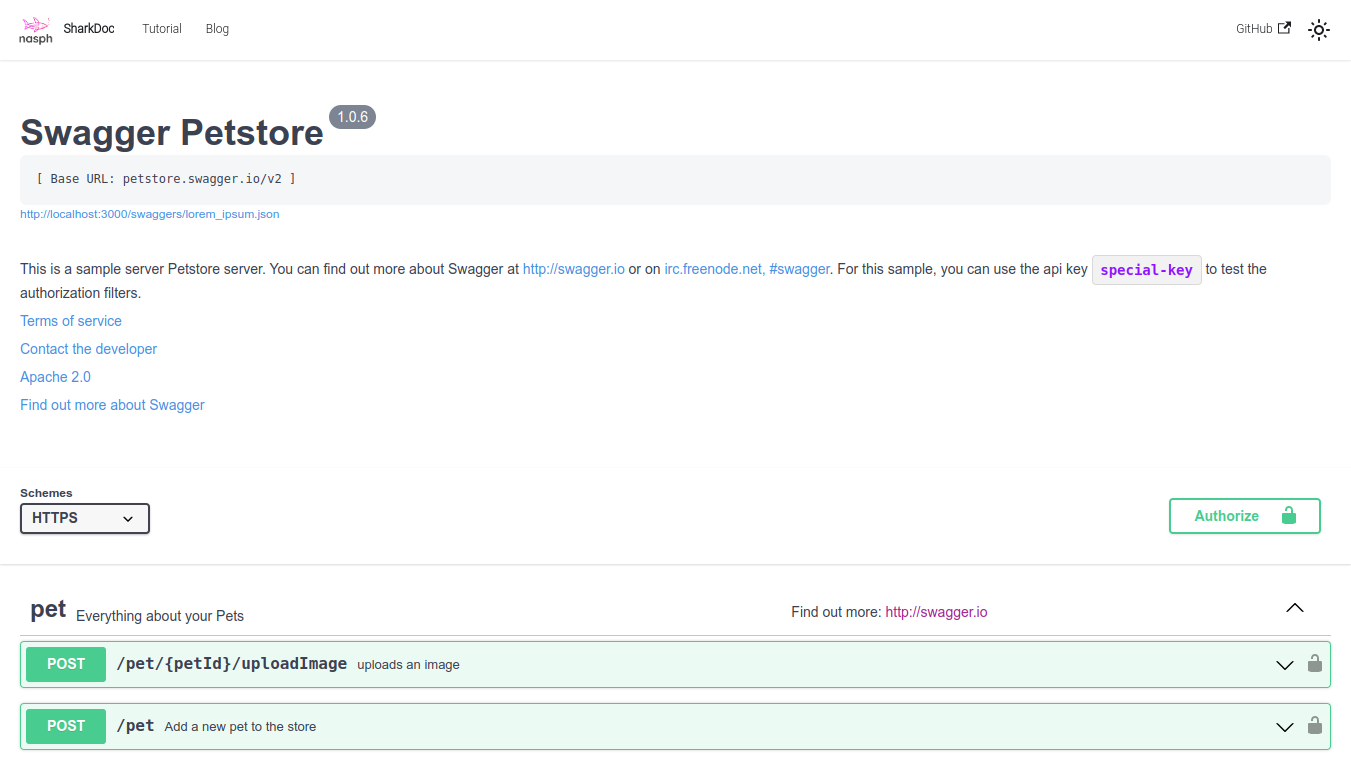 nasph SharkDoc Tutorial Blog GitHub
Swagger Petstore 1.0.6
[ Base URL: petstore.swagger.io/v2 ]
http://localhost:3000/swaggers/lorem_ipsum.json
This is a sample server Petstore server. You can find out more about Swagger at http://swagger.io or on irc.freenode.net, #swagger. For this sample, you can use the api key special-key to test the
authorization filters.
Terms of service
Contact the developer
Apache 2.0
Find out more about Swagger
Schemes
HTTPS Authorize
pet Everything about your Pets Find out more: http://swagger.io
POST /pet/{petId}/uploadImage uploads an image
POST /pet Add a new pet to the store